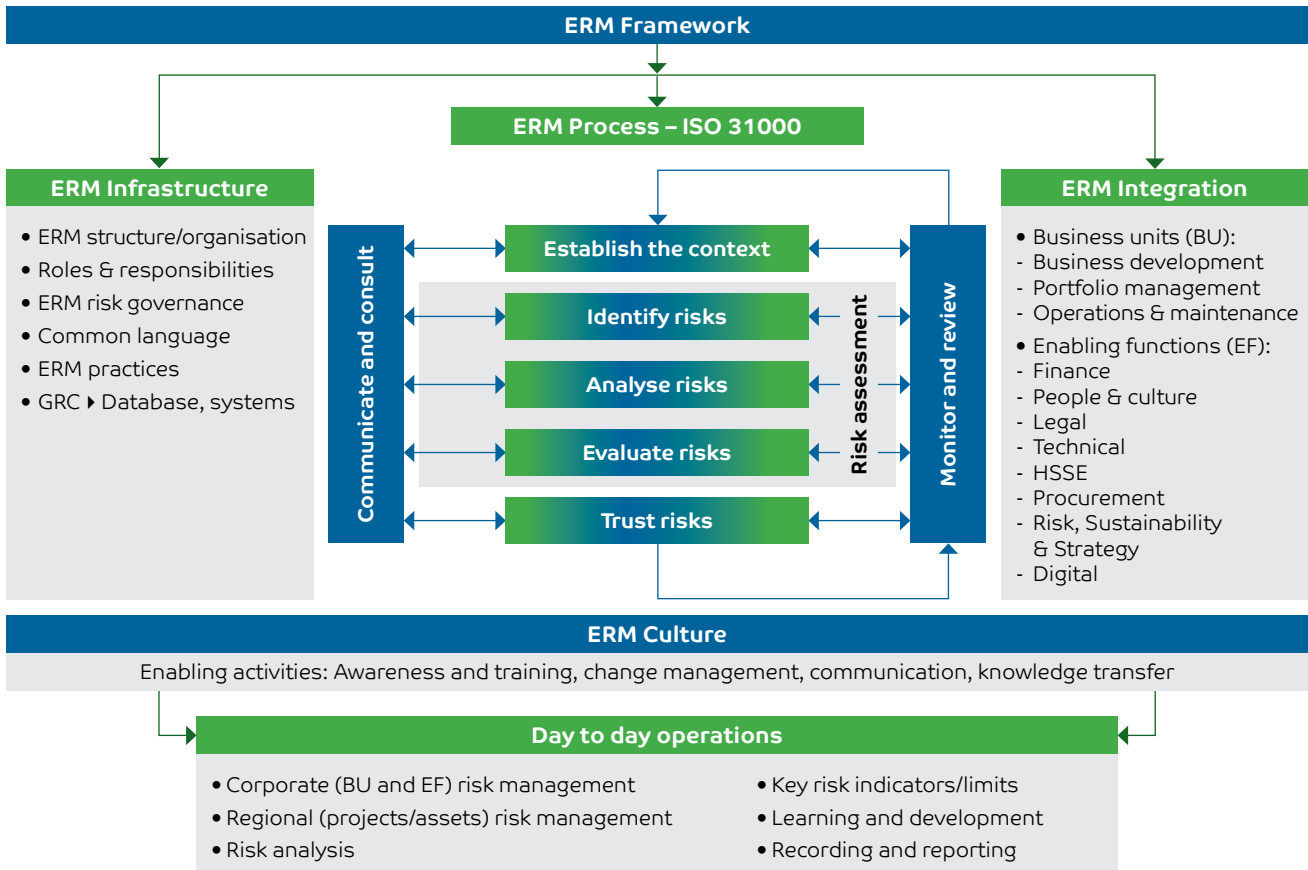 ERM Framework
ERM Process – ISO 31000
ERM Infrastructure
• ERM structure/organisation
• Roles & responsibilities
• ERM risk governance
• Common language
• ERM practices
• GRC ▸ Database, systems
Communicate and consult
Establish the context
Identify risks
Analyse risks
Evaluate risks
Trust risks
Risk assessment
Monitor and review
ERM Integration
• Business units (BU):
- Business development
- Portfolio management
- Operations & maintenance
• Enabling functions (EF):
- Finance
- People & culture
- Legal
- Technical
- HSSE
- Procurement
- Risk, Sustainability
& Strategy
- Digital
ERM Culture
Enabling activities: Awareness and training, change management, communication, knowledge transfer
Day to day operations
• Corporate (BU and EF) risk management
• Regional (projects/assets) risk management
• Risk analysis
• Key risk indicators/limits
• Learning and development
• Recording and reporting